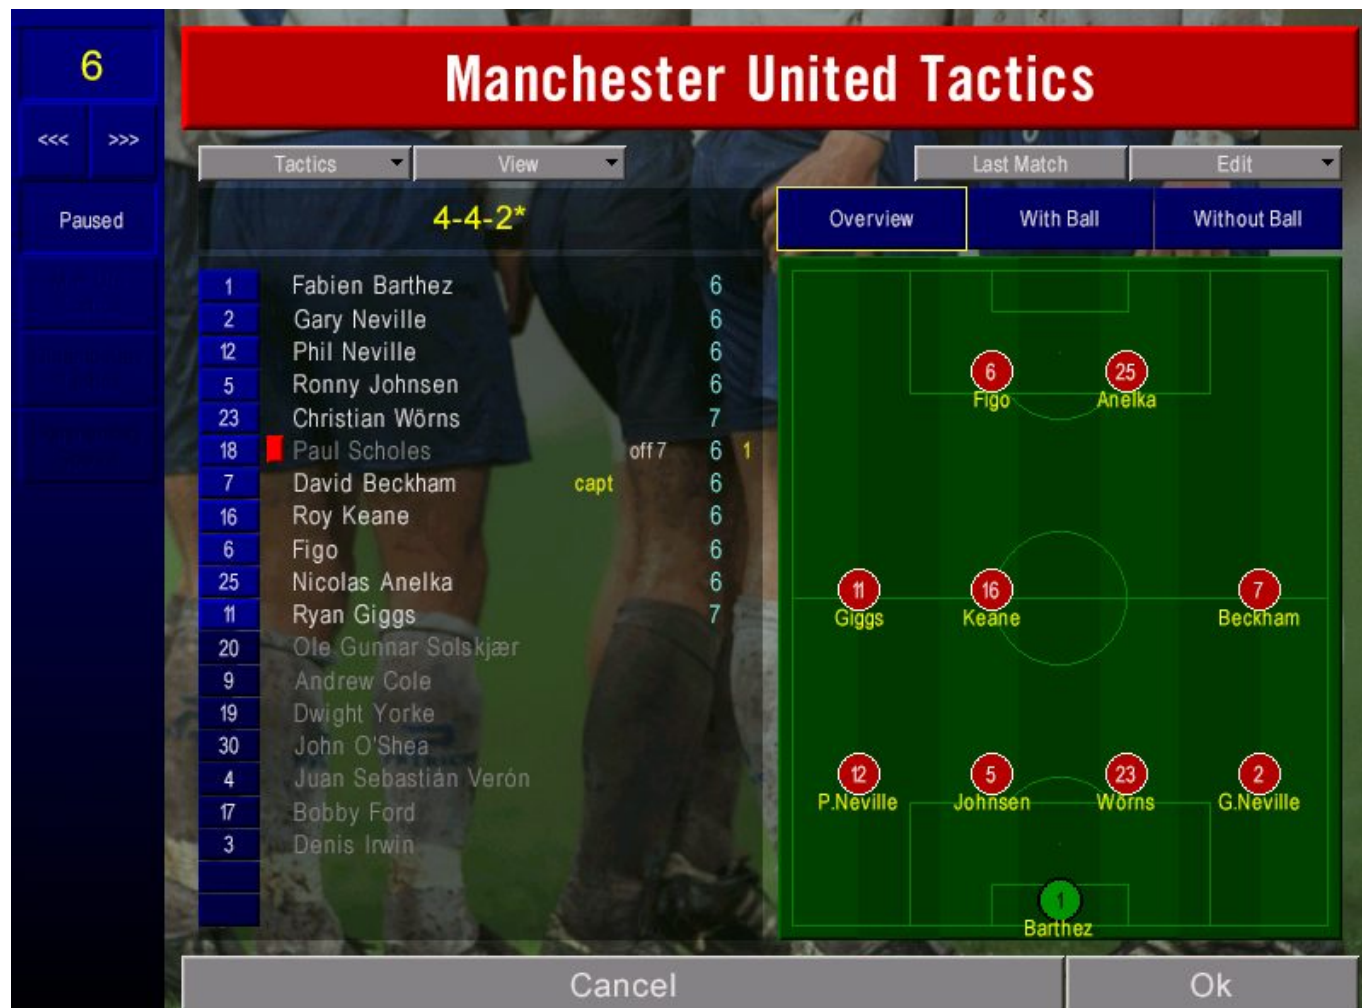 6
Manchester United Tactics
<<< >>>
Tactics View Last Match Edit
Paused
4-4-2*
Overview With Ball Without Ball
1 Fabien Barthez 6
2 Gary Neville 6
12 Phil Neville 6
5 Ronny Johnsen 6
23 Christian Wörns 7
18 Paul Scholes off 7 6 1
7 David Beckham capt 6
16 Roy Keane 6
6 Figo 6
25 Nicolas Anelka 6
11 Ryan Giggs 7
20 Ole Gunnar Solskjær
9 Andrew Cole
19 Dwight Yorke
30 John O'Shea
4 Juan Sebastián Verón
17 Bobby Ford
3 Denis Irwin
6 25
Figo Anelka
11 16 7
Giggs Keane Beckham
12 5 23 2
P.Neville Johnsen Wörns G.Neville
1
Barthez
Cancel Ok